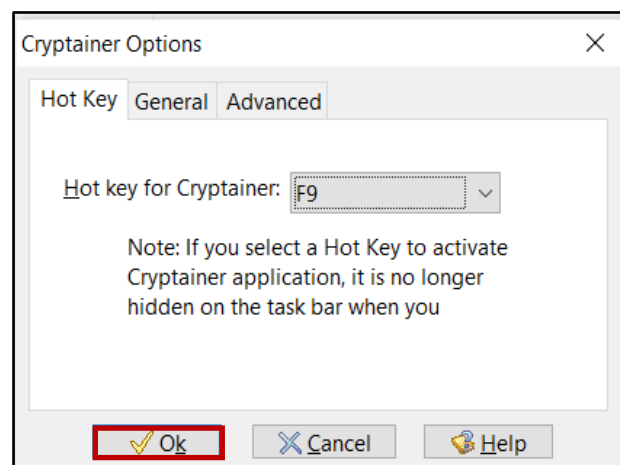 Cryptainer Options
Hot Key General Advanced
Hot key for Cryptainer: F9
Note: If you select a Hot Key to activate
Cryptainer application, it is no longer
hidden on the task bar when you
Ok Cancel Help